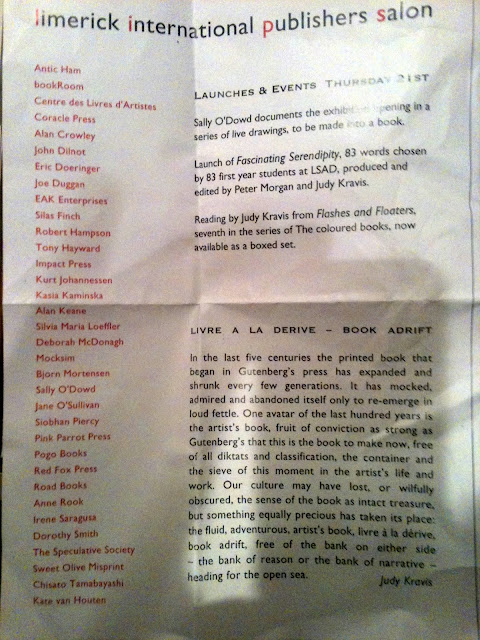 limerick international publishers salon
Antic Ham
bookRoom
Centre des Livres d'Artistes
Coracle Press
Alan Crowley
John Dilnot
Eric Doeringer
Joe Duggan
EAK Enterprises
Silas Finch
Robert Hampson
Tony Hayward
Impact Press
Kurt Johannessen
Kasia Kaminska
Alan Keane
Silvia Maria Loeffler
Deborah McDonagh
Mocksim
Bjorn Mortensen
Sally O'Dowd
Jane O'Sullivan
Siobhan Piercy
Pink Parrot Press
Pogo Books
Red Fox Press
Road Books
Anne Rook
Irene Saragusa
Dorothy Smith
The Speculative Society
Sweet Olive Misprint
Chisato Tamabayashi
Kate van Houten
Launches & Events Thursday 21st
Sally O'Dowd documents the exhibition opening in a
series of live drawings, to be made into a book.
Launch of Fascinating Serendipity, 83 words chosen
by 83 first year students at LSAD, produced and
edited by Peter Morgan and Judy Kravis.
Reading by Judy Kravis from Flashes and Floaters,
seventh in the series of The coloured books, now
available as a boxed set.
LIVRE A LA DERIVE – BOOK ADRIFT
In the last five centuries the printed book that
began in Gutenberg's press has expanded and
shrunk every few generations. It has mocked,
admired and abandoned itself only to re-emerge in
loud fettle. One avatar of the last hundred years is
the artist's book, fruit of conviction as strong as
Gutenberg's that this is the book to make now, free
of all diktats and classification, the container and
the sieve of this moment in the artist's life and
work. Our culture may have lost, or wilfully
obscured, the sense of the book as intact treasure,
but something equally precious has taken its place:
the fluid, adventurous, artist's book, livre à la dérive,
book adrift, free of the bank on either side
– the bank of reason or the bank of narrative –
heading for the open sea.
Judy Kravis